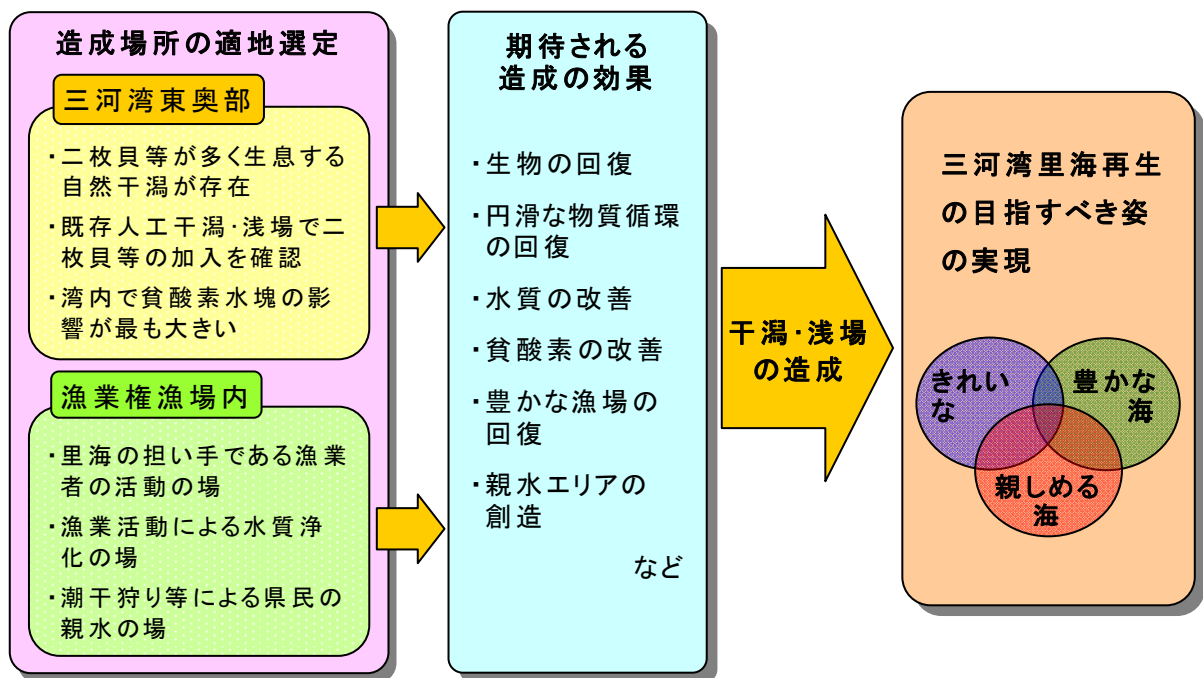 造成場所の適地選定
三河湾東奥部
・二枚貝等が多く生息する
自然干潟が存在
・既存人工干潟・浅場で二
枚貝等の加入を確認
・湾内で貧酸素水塊の影
響が最も大きい
漁業権漁場内
・里海の担い手である漁業
者の活動の場
・漁業活動による水質浄
化の場
・潮干狩り等による県民の
親水の場
期待される
造成の効果
・生物の回復
・円滑な物質循環
の回復
・水質の改善
・貧酸素の改善
・豊かな漁場の
回復
・親水エリアの
創造
など
干潟・浅場
の造成
三河湾里海再生
の目指すべき姿
の実現
きれい
な
豊かな
海
親しめる
海